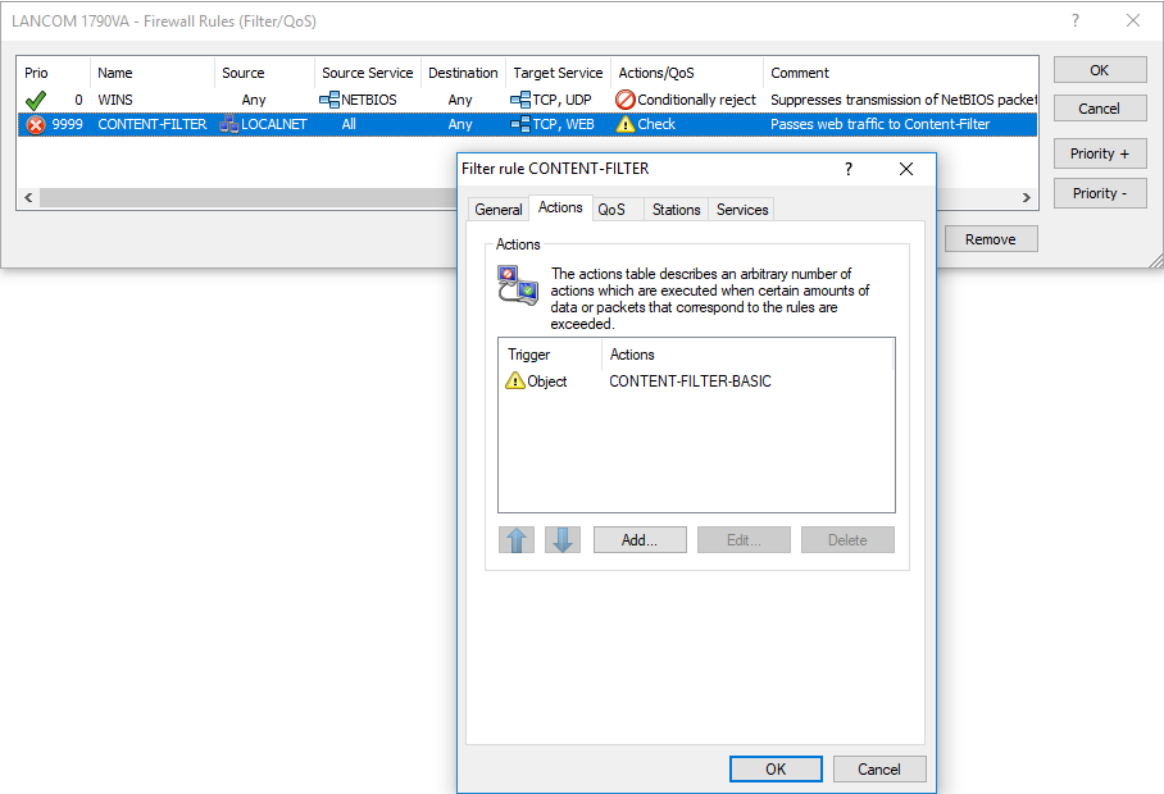 LANCOM 1790VA - Firewall Rules (Filter/QoS) ?
Prio Name Source Source Service Destination Target Service Actions/QoS Comment
0 WINS Any NETBIOS Any TCP, UDP Conditionally reject Suppresses transmission of NetBIOS packet
9999 CONTENT-FILTER LOCALNET All Any TCP, WEB Check Passes web traffic to Content-Filter
OK
Cancel
Priority +
Priority -
Remove
Filter rule CONTENT-FILTER ?
General Actions QoS Stations Services
Actions
The actions table describes an arbitrary number of
actions which are executed when certain amounts of
data or packets that correspond to the rules are
exceeded.
Trigger Actions
Object CONTENT-FILTER-BASIC
Add... Edit... Delete
OK Cancel